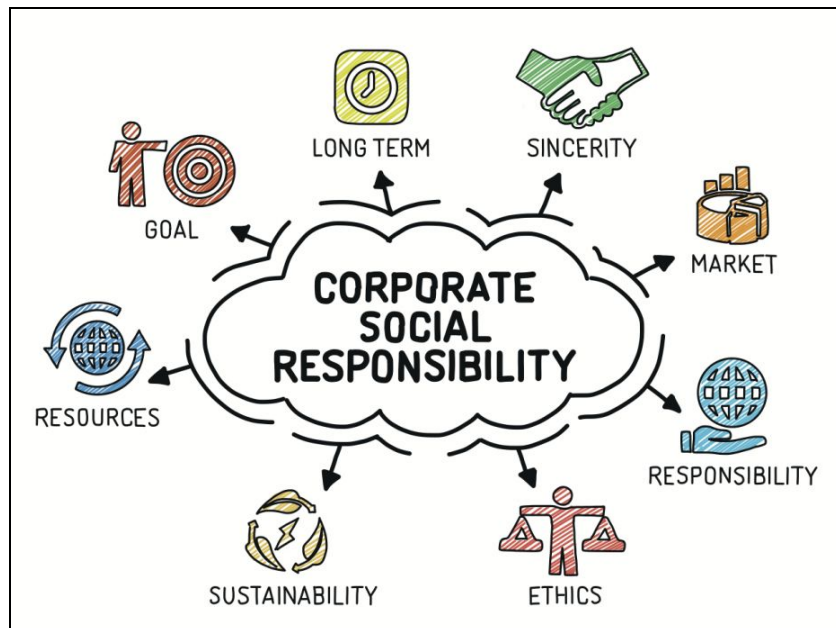 LONG TERM
SINCERITY
GOAL
MARKET
CORPORATE
SOCIAL
RESPONSIBILITY
RESOURCES
RESPONSIBILITY
SUSTAINABILITY
ETHICS